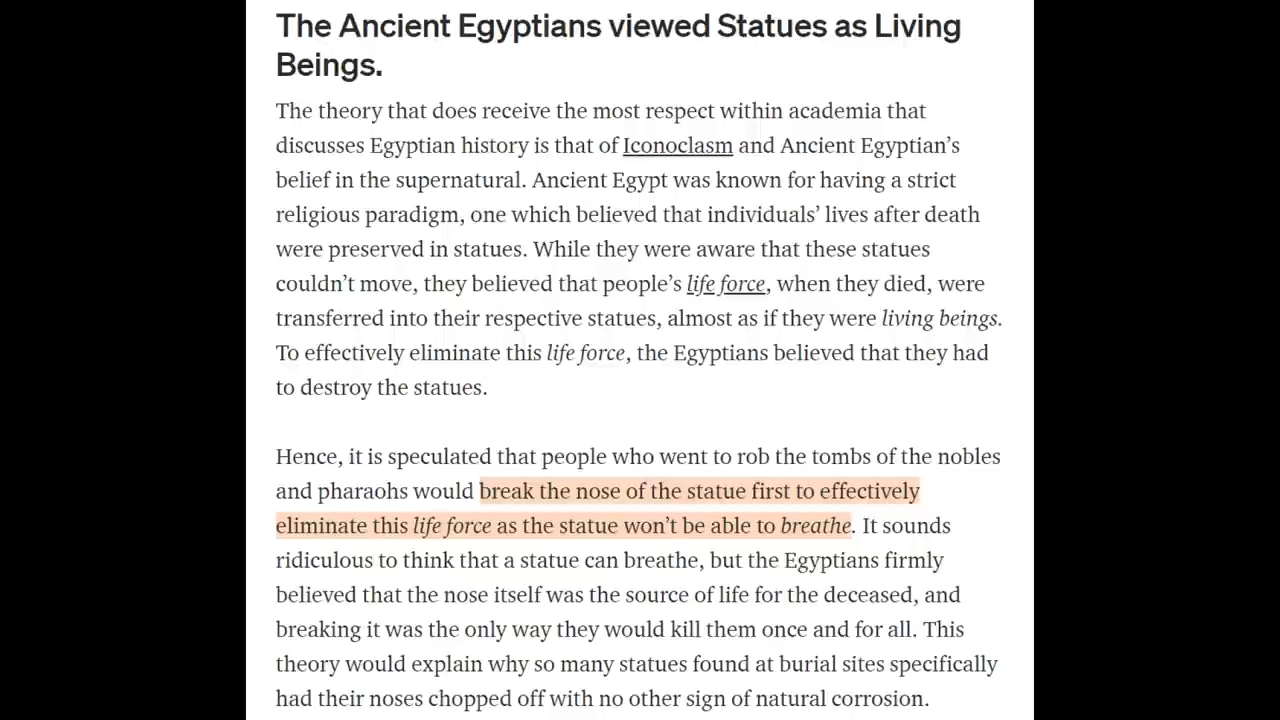 The Ancient Egyptians viewed Statues as Living
Beings.
The theory that does receive the most respect within academia that
discusses Egyptian history is that of Iconoclasm and Ancient Egyptian’s
belief in the supernatural. Ancient Egypt was known for having a strict
religious paradigm, one which believed that individuals’ lives after death
were preserved in statues. While they were aware that these statues
couldn’t move, they believed that people’s life force, when they died, were
transferred into their respective statues, almost as if they were living beings.
To effectively eliminate this life force, the Egyptians believed that they had
to destroy the statues.
Hence, it is speculated that people who went to rob the tombs of the nobles
and pharaohs would break the nose of the statue first to effectively
eliminate this life force as the statue won’t be able to breathe. It sounds
ridiculous to think that a statue can breathe, but the Egyptians firmly
believed that the nose itself was the source of life for the deceased, and
breaking it was the only way they would kill them once and for all. This
theory would explain why so many statues found at burial sites specifically
had their noses chopped off with no other sign of natural corrosion.